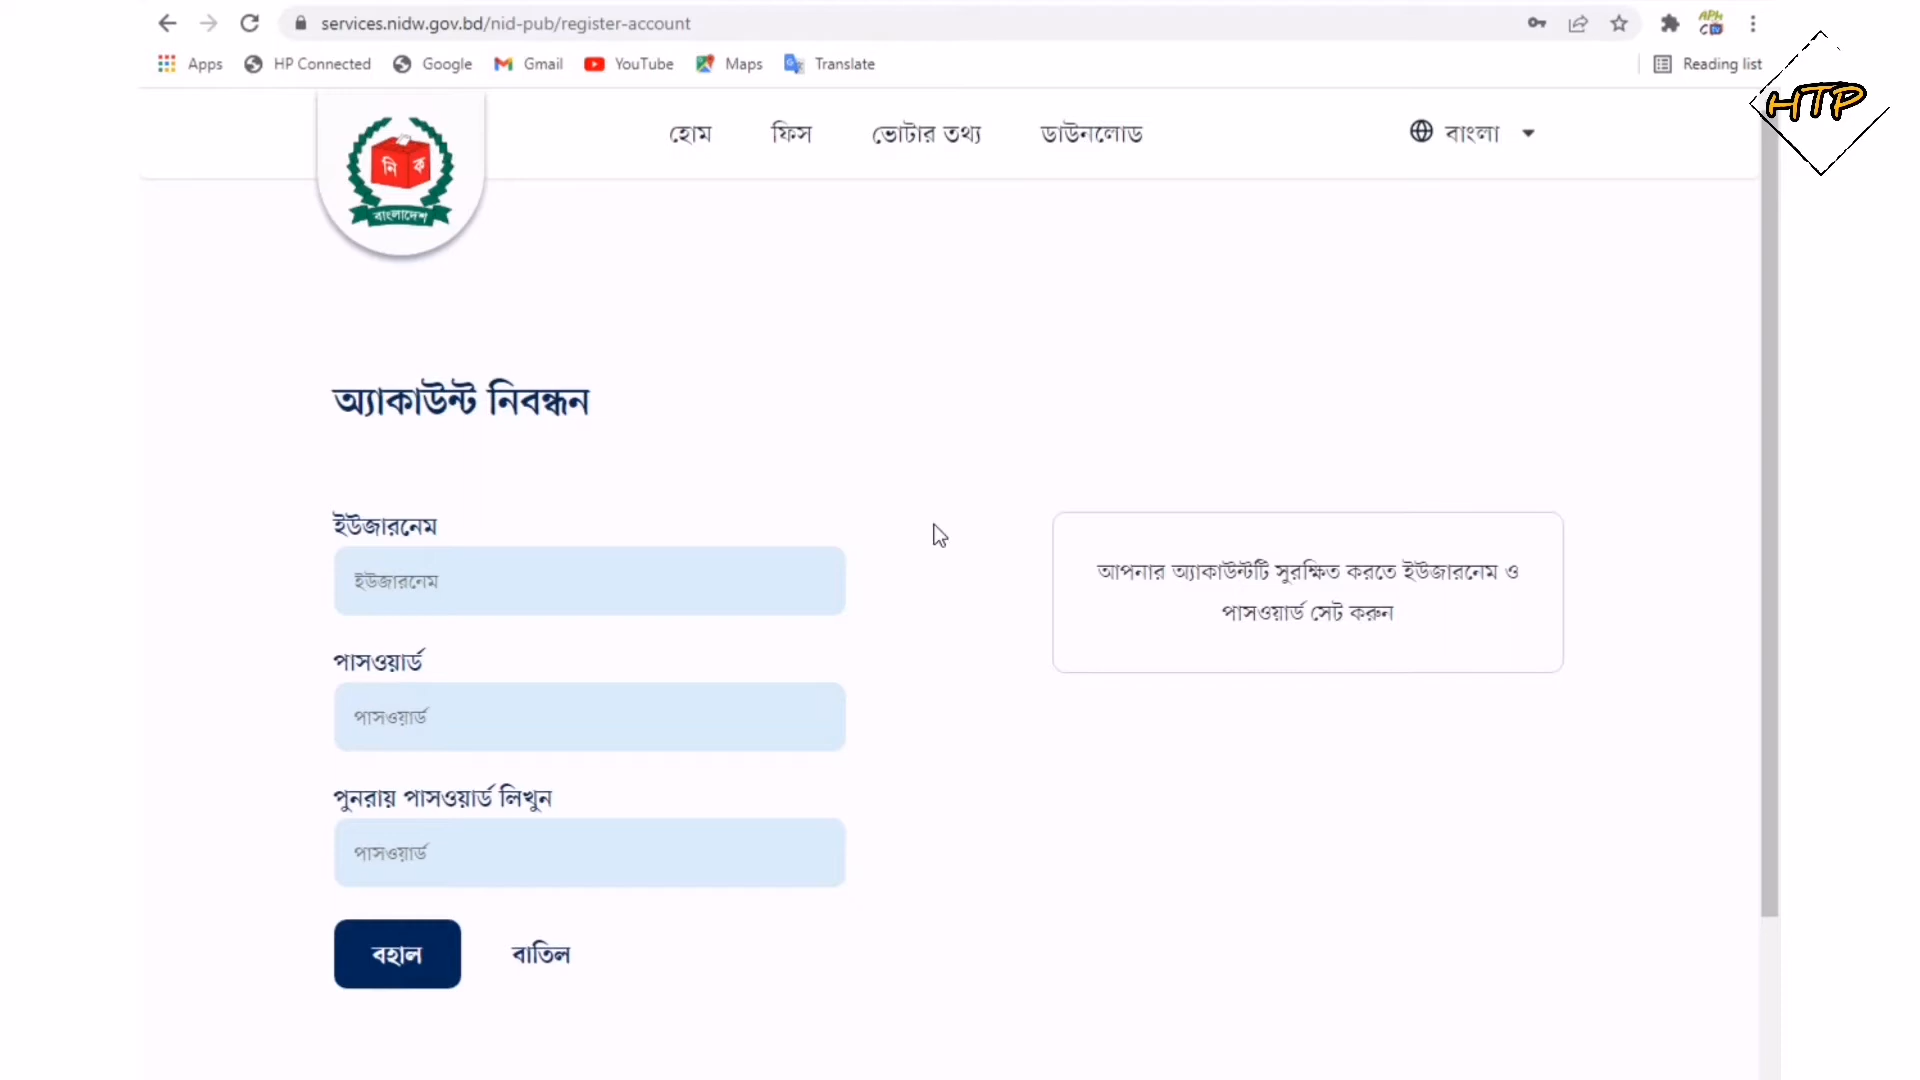 services.nidw.gov.bd/nid-pub/register-account
Apps HP Connected Google Gmail YouTube Maps Translate Reading list
HTP
নি ক
বাংলাদেশ
হোম ফিস ভোটার তথ্য ডাউনলোড বাংলা
অ্যাকাউন্ট নিবন্ধন
ইউজারনেম
ইউজারনেম
পাসওয়ার্ড
পাসওয়ার্ড
পুনরায় পাসওয়ার্ড লিখুন
পাসওয়ার্ড
বহাল বাতিল
আপনার অ্যাকাউন্টটি সুরক্ষিত করতে ইউজারনেম ও
পাসওয়ার্ড সেট করুন